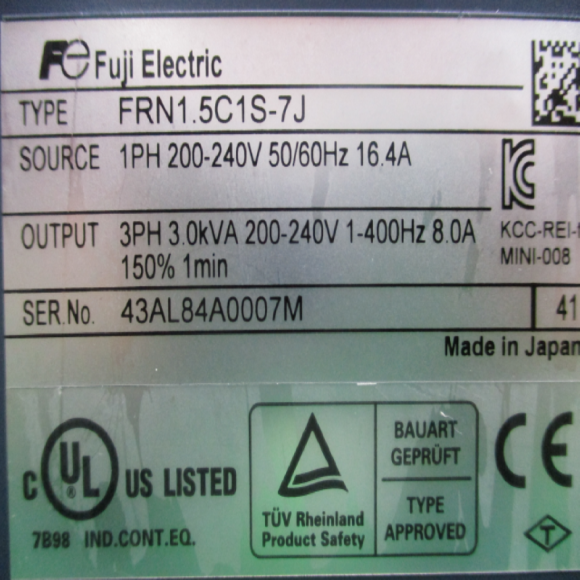 Fe Fuji Electric
TYPE FRN1.5C1S-7J
SOURCE 1PH 200-240V 50/60Hz 16.4A
OUTPUT 3PH 3.0kVA 200-240V 1-400Hz 8.0A
150% 1min
KCC-REI-
MINI-008
SER.No. 43AL84A0007M 41
Made in Japan
C UL US LISTED
7B98 IND.CONT.EQ.
TÜV Rheinland
Product Safety
BAUART
GEPRÜFT
TYPE
APPROVED
CE
T